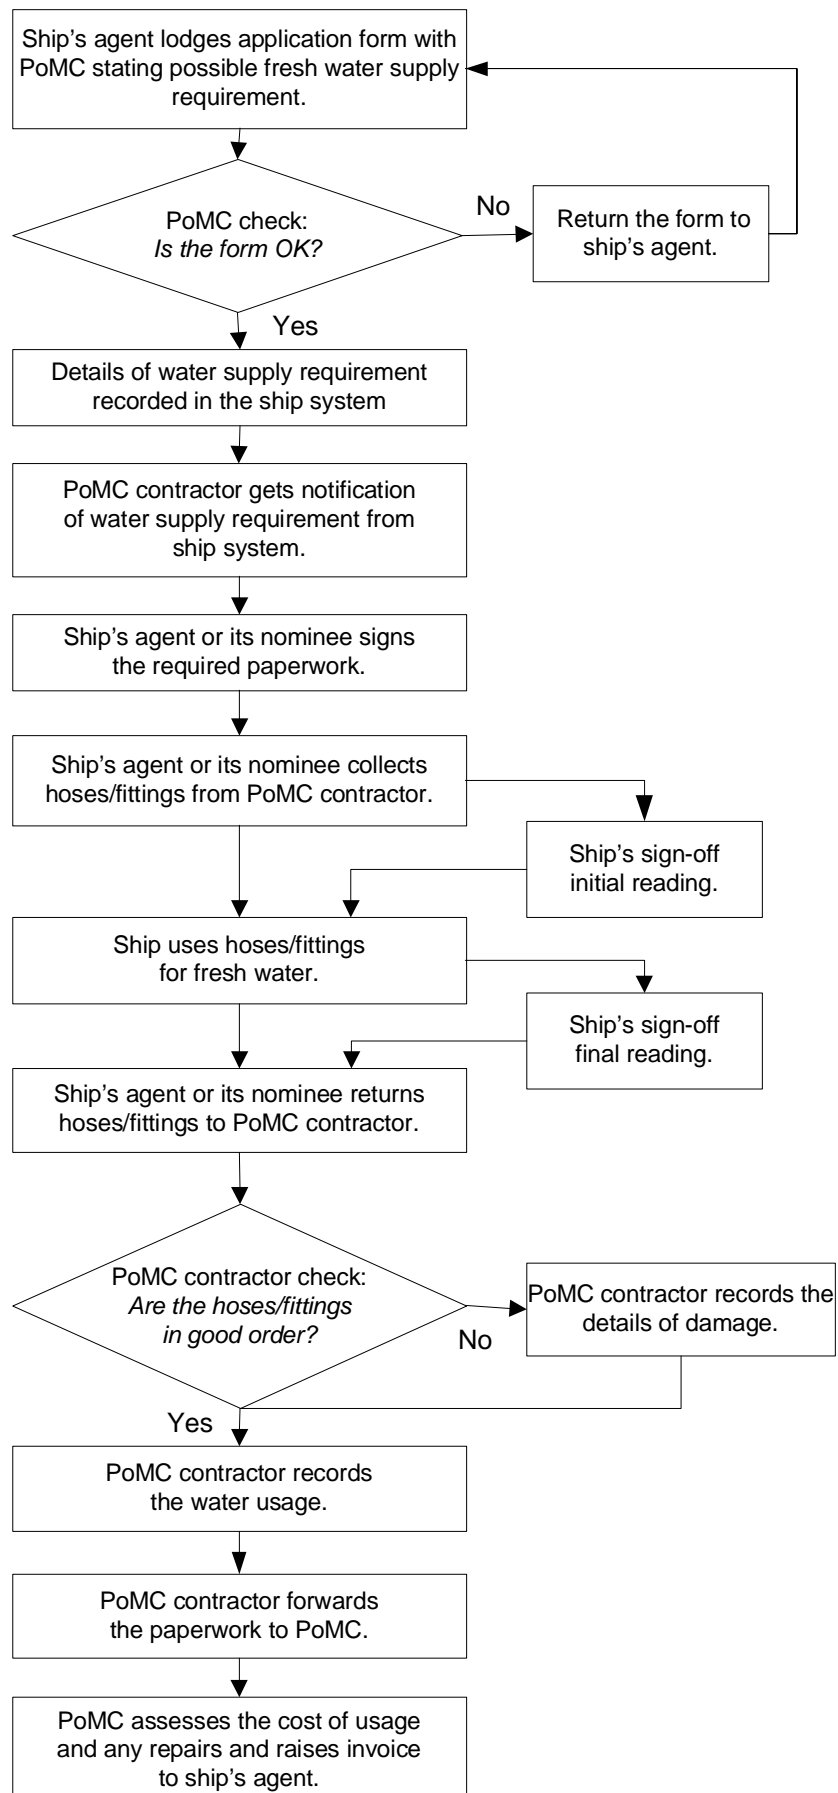 Ship’s agent lodges application form with
PoMC stating possible fresh water supply
requirement.
PoMC check:
Is the form OK?
No
Return the form to
ship’s agent.
Yes
Details of water supply requirement
recorded in the ship system
PoMC contractor gets notification
of water supply requirement from
ship system.
Ship’s agent or its nominee signs
the required paperwork.
Ship’s agent or its nominee collects
hoses/fittings from PoMC contractor.
Ship’s sign-off
initial reading.
Ship uses hoses/fittings
for fresh water.
Ship’s sign-off
final reading.
Ship’s agent or its nominee returns
hoses/fittings to PoMC contractor.
PoMC contractor check:
Are the hoses/fittings
in good order?
No
PoMC contractor records the
details of damage.
Yes
PoMC contractor records
the water usage.
PoMC contractor forwards
the paperwork to PoMC.
PoMC assesses the cost of usage
and any repairs and raises invoice
to ship’s agent.